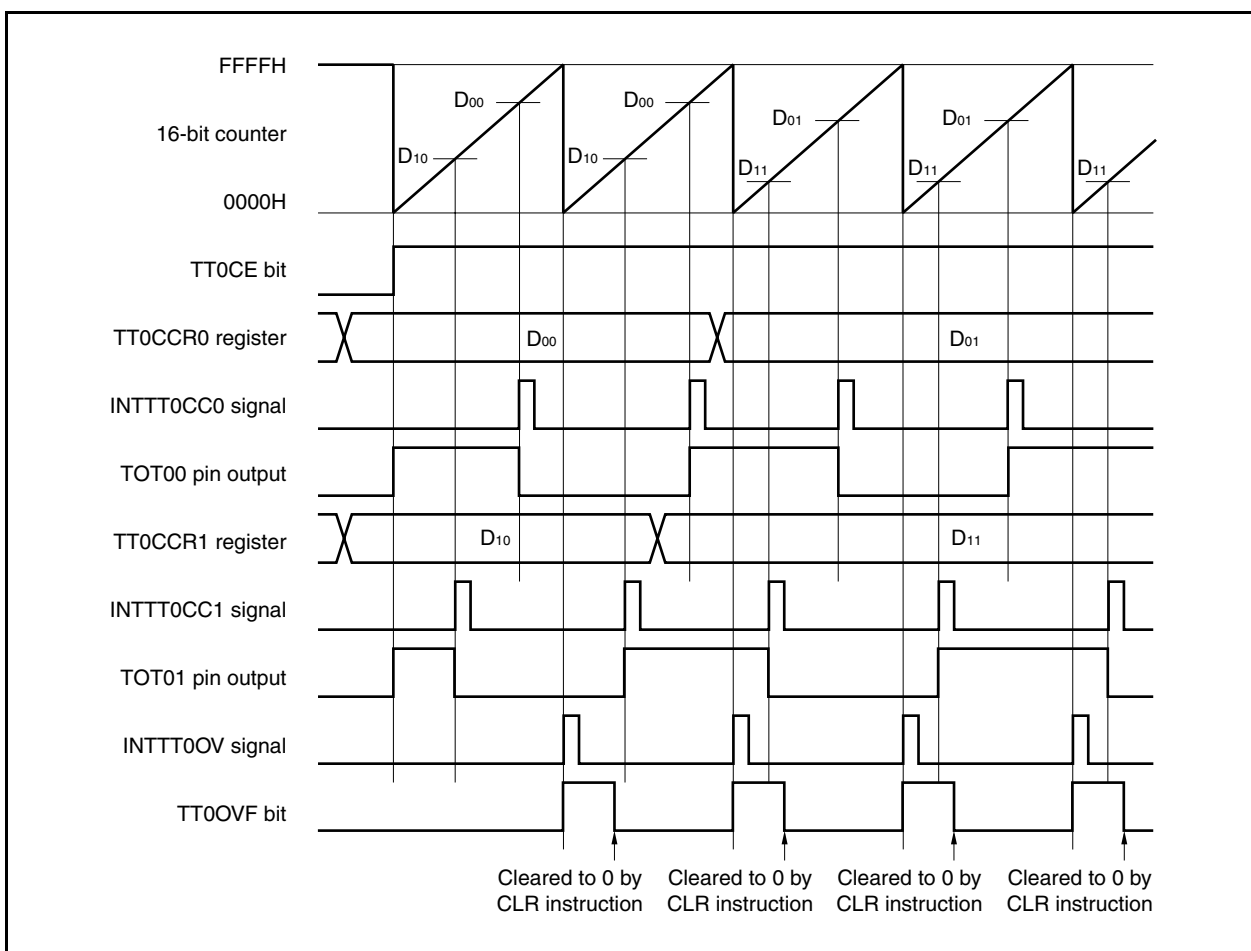 FFFFH
16-bit counter
0000H
D00
D10
D00
D10
D01
D11
D01
D11
D11
TT0CE bit
TT0CCR0 register
D00
D01
INTTT0CC0 signal
TOT00 pin output
TT0CCR1 register
D10
D11
INTTT0CC1 signal
TOT01 pin output
INTTT0OV signal
TT0OVF bit
Cleared to 0 by
CLR instruction
Cleared to 0 by
CLR instruction
Cleared to 0 by
CLR instruction
Cleared to 0 by
CLR instruction